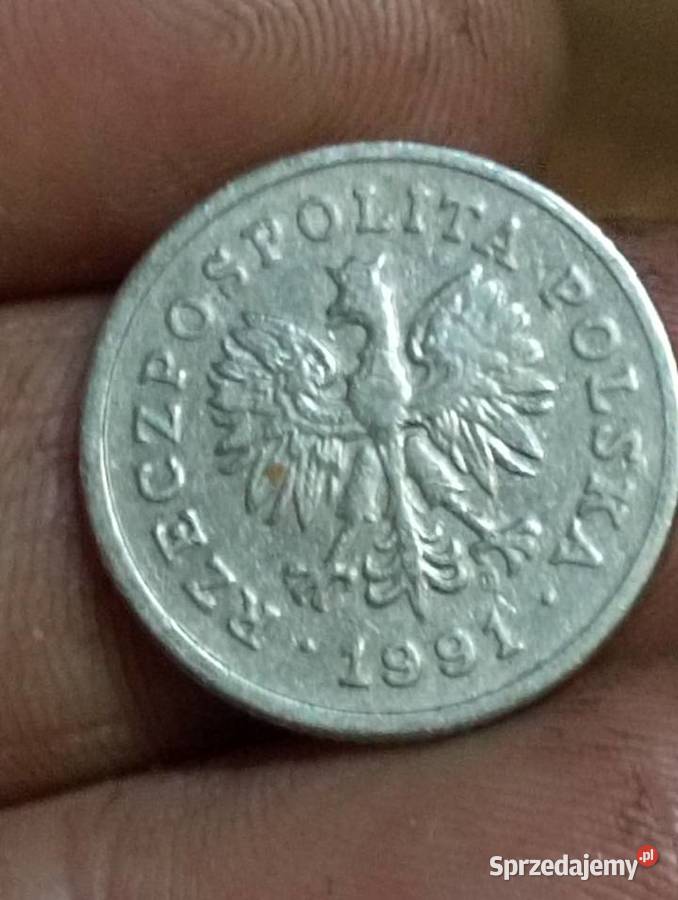 RZECZPOSPOLITA POLSKA
· 1991 ·
Sprzedajemy.pl